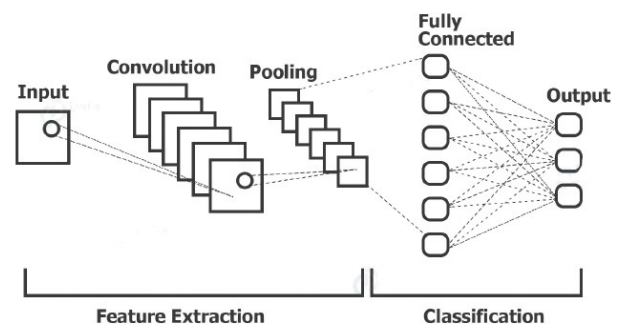 Fully
Connected
Convolution
Pooling
Input
Output
Feature Extraction
Classification